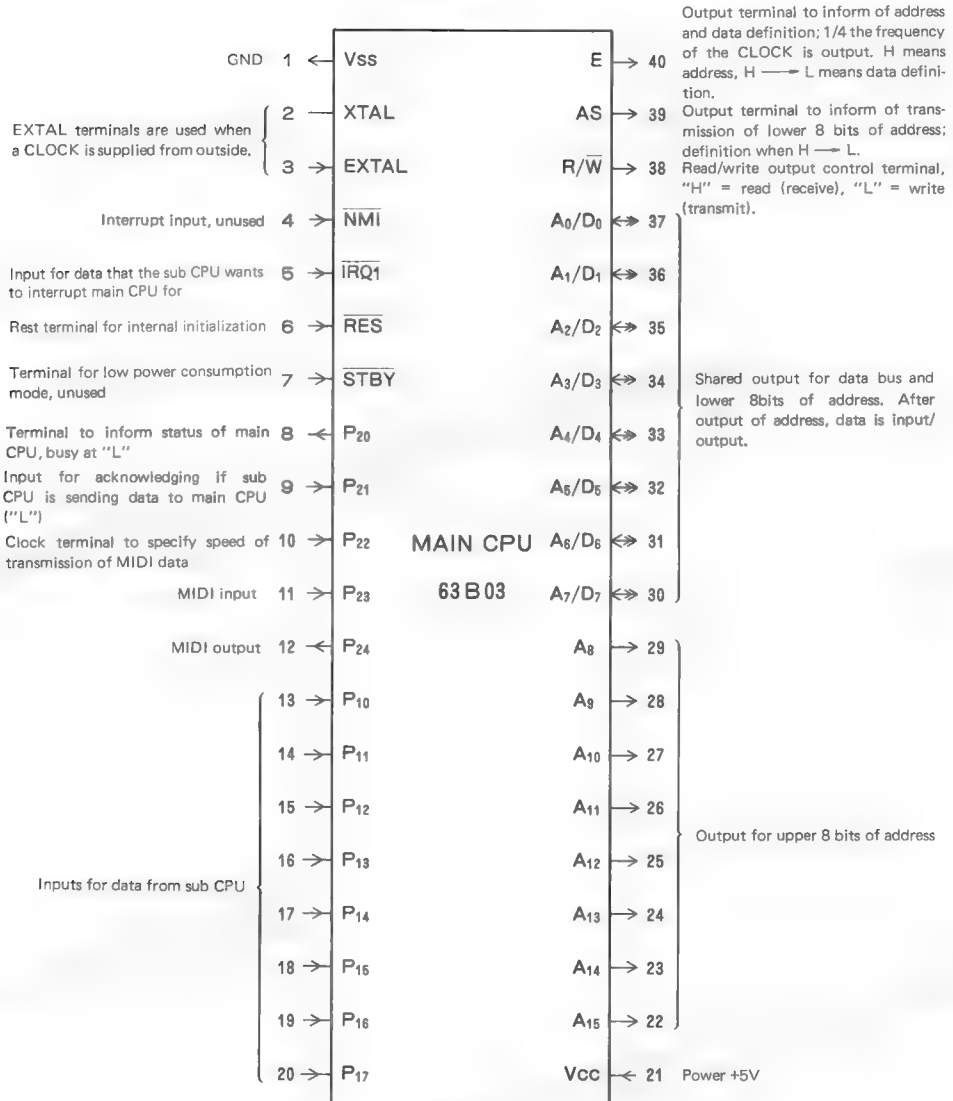 GND 1 Vss
EXTAL terminals are used when
a CLOCK is supplied from outside.
2 XTAL
3 EXTAL
Interrupt input, unused 4 N̅M̅I̅
Input for data that the sub CPU wants
to interrupt main CPU for
5 I̅R̅Q̅1̅
Rest terminal for internal initialization 6 R̅E̅S̅
Terminal for low power consumption
mode, unused
7 S̅T̅B̅Y̅
Terminal to inform status of main
CPU, busy at "L"
8 P20
Input for acknowledging if sub
CPU is sending data to main CPU
("L")
9 P21
Clock terminal to specify speed of
transmission of MIDI data
10 P22
MIDI input 11 P23
MIDI output 12 P24
Inputs for data from sub CPU
13 P10
14 P11
15 P12
16 P13
17 P14
18 P15
19 P16
20 P17
MAIN CPU
63B03
E 40
Output terminal to inform of address
and data definition; 1/4 the frequency
of the CLOCK is output. H means
address, H → L means data defini-
tion.
AS 39
Output terminal to inform of trans-
mission of lower 8 bits of address;
definition when H → L.
R/W̅ 38
Read/write output control terminal,
"H" = read (receive), "L" = write
(transmit).
A0/D0 37
A1/D1 36
A2/D2 35
A3/D3 34
A4/D4 33
A5/D5 32
A6/D6 31
A7/D7 30
Shared output for data bus and
lower 8bits of address. After
output of address, data is input/
output.
A8 29
A9 28
A10 27
A11 26
A12 25
A13 24
A14 23
A15 22
Output for upper 8 bits of address
Vcc 21 Power +5V